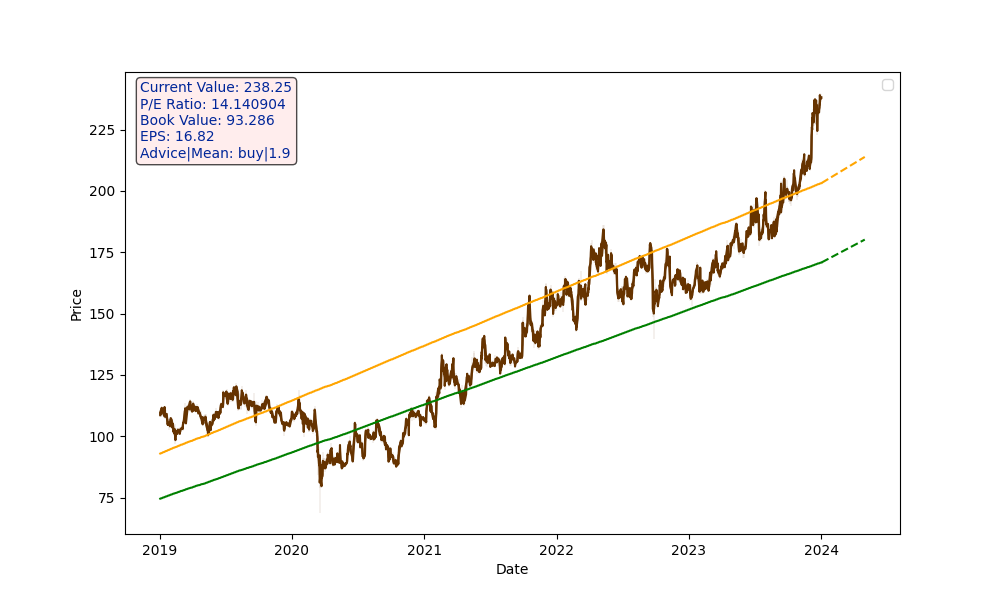 Current Value: 238.25
P/E Ratio: 14.140904
Book Value: 93.286
EPS: 16.82
Advice|Mean: buy|1.9
225
200
175
150
125
100
75
Price
2019 2020 2021 2022 2023 2024
Date